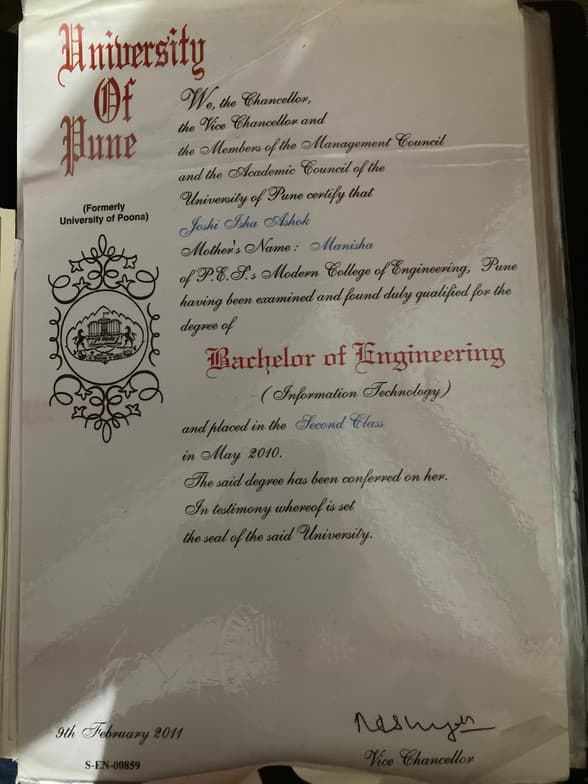 University
Of
Pune
(Formerly
University of Poona)
We, the Chancellor,
the Vice Chancellor and
the Members of the Management Council
and the Academic Council of the
University of Pune certify that
Joshi Isha Ashok
Mother's Name : Manisha
of P.E.S.'s Modern College of Engineering, Pune
having been examined and found duly qualified for the
degree of
Bachelor of Engineering
( Information Technology )
and placed in the Second Class
in May 2010.
The said degree has been conferred on her.
In testimony whereof is set
the seal of the said University.
9th February 2011
S-EN-00859
Vice Chancellor